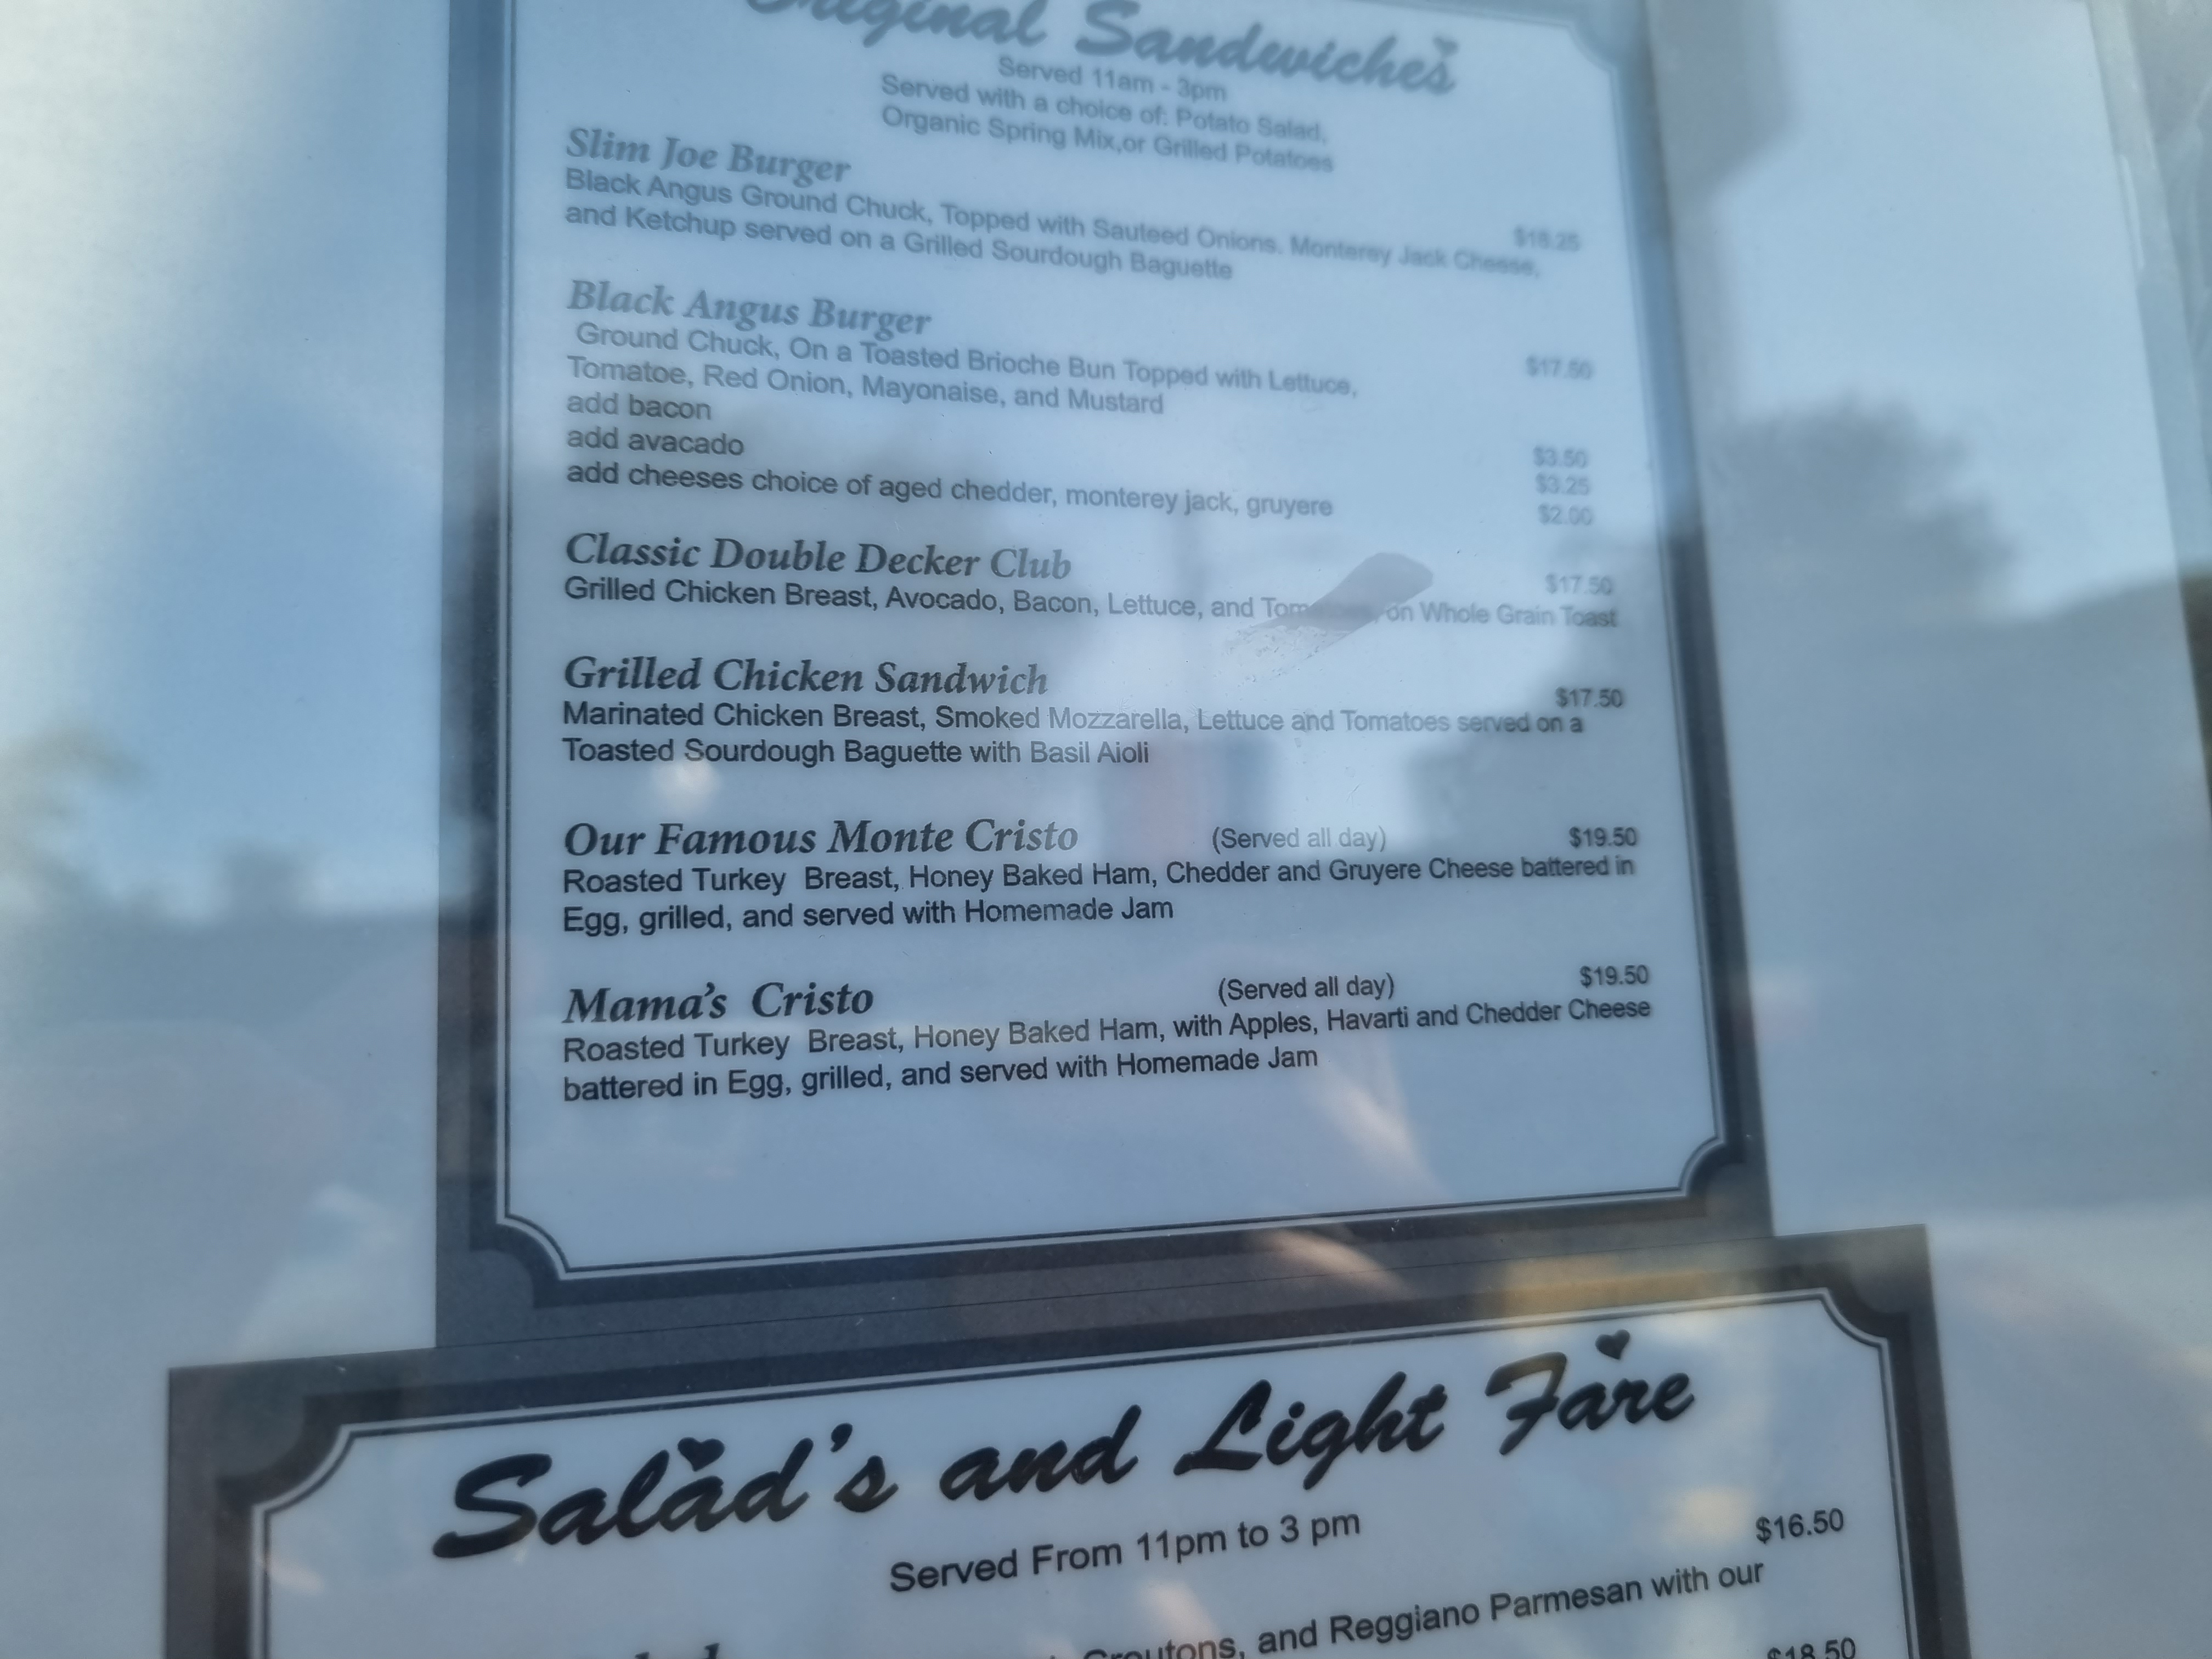 Original Sandwiches
Served 11am - 3pm
Served with a choice of: Potato Salad,
Organic Spring Mix,or Grilled Potatoes
Slim Joe Burger
Black Angus Ground Chuck, Topped with Sauteed Onions. Monterey Jack Cheese,
and Ketchup served on a Grilled Sourdough Baguette
Black Angus Burger
$17.50
Ground Chuck, On a Toasted Brioche Bun Topped with Lettuce,
Tomatoe, Red Onion, Mayonaise, and Mustard
add bacon $3.50
add avacado $3.25
add cheeses choice of aged chedder, monterey jack, gruyere $2.00
Classic Double Decker Club $17.50
Grilled Chicken Breast, Avocado, Bacon, Lettuce, and Tomatoes, on Whole Grain Toast
Grilled Chicken Sandwich $17.50
Marinated Chicken Breast, Smoked Mozzarella, Lettuce and Tomatoes served on a
Toasted Sourdough Baguette with Basil Aioli
Our Famous Monte Cristo (Served all day) $19.50
Roasted Turkey Breast, Honey Baked Ham, Chedder and Gruyere Cheese battered in
Egg, grilled, and served with Homemade Jam
Mama's Cristo (Served all day) $19.50
Roasted Turkey Breast, Honey Baked Ham, with Apples, Havarti and Chedder Cheese
battered in Egg, grilled, and served with Homemade Jam
Salad's and Light Fare
Served From 11pm to 3 pm
$16.50
Croutons, and Reggiano Parmesan with our
$18.50